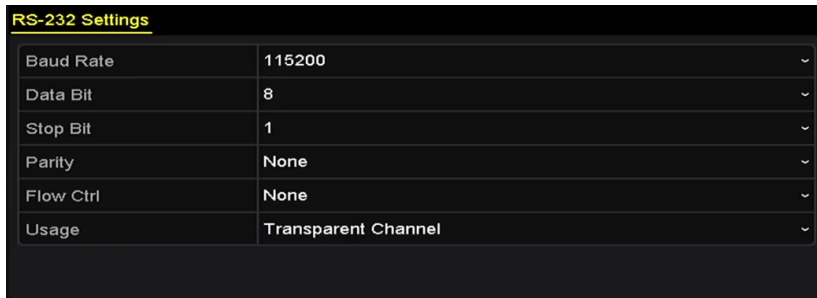 RS-232 Settings
Baud Rate 115200
Data Bit 8
Stop Bit 1
Parity None
Flow Ctrl None
Usage Transparent Channel